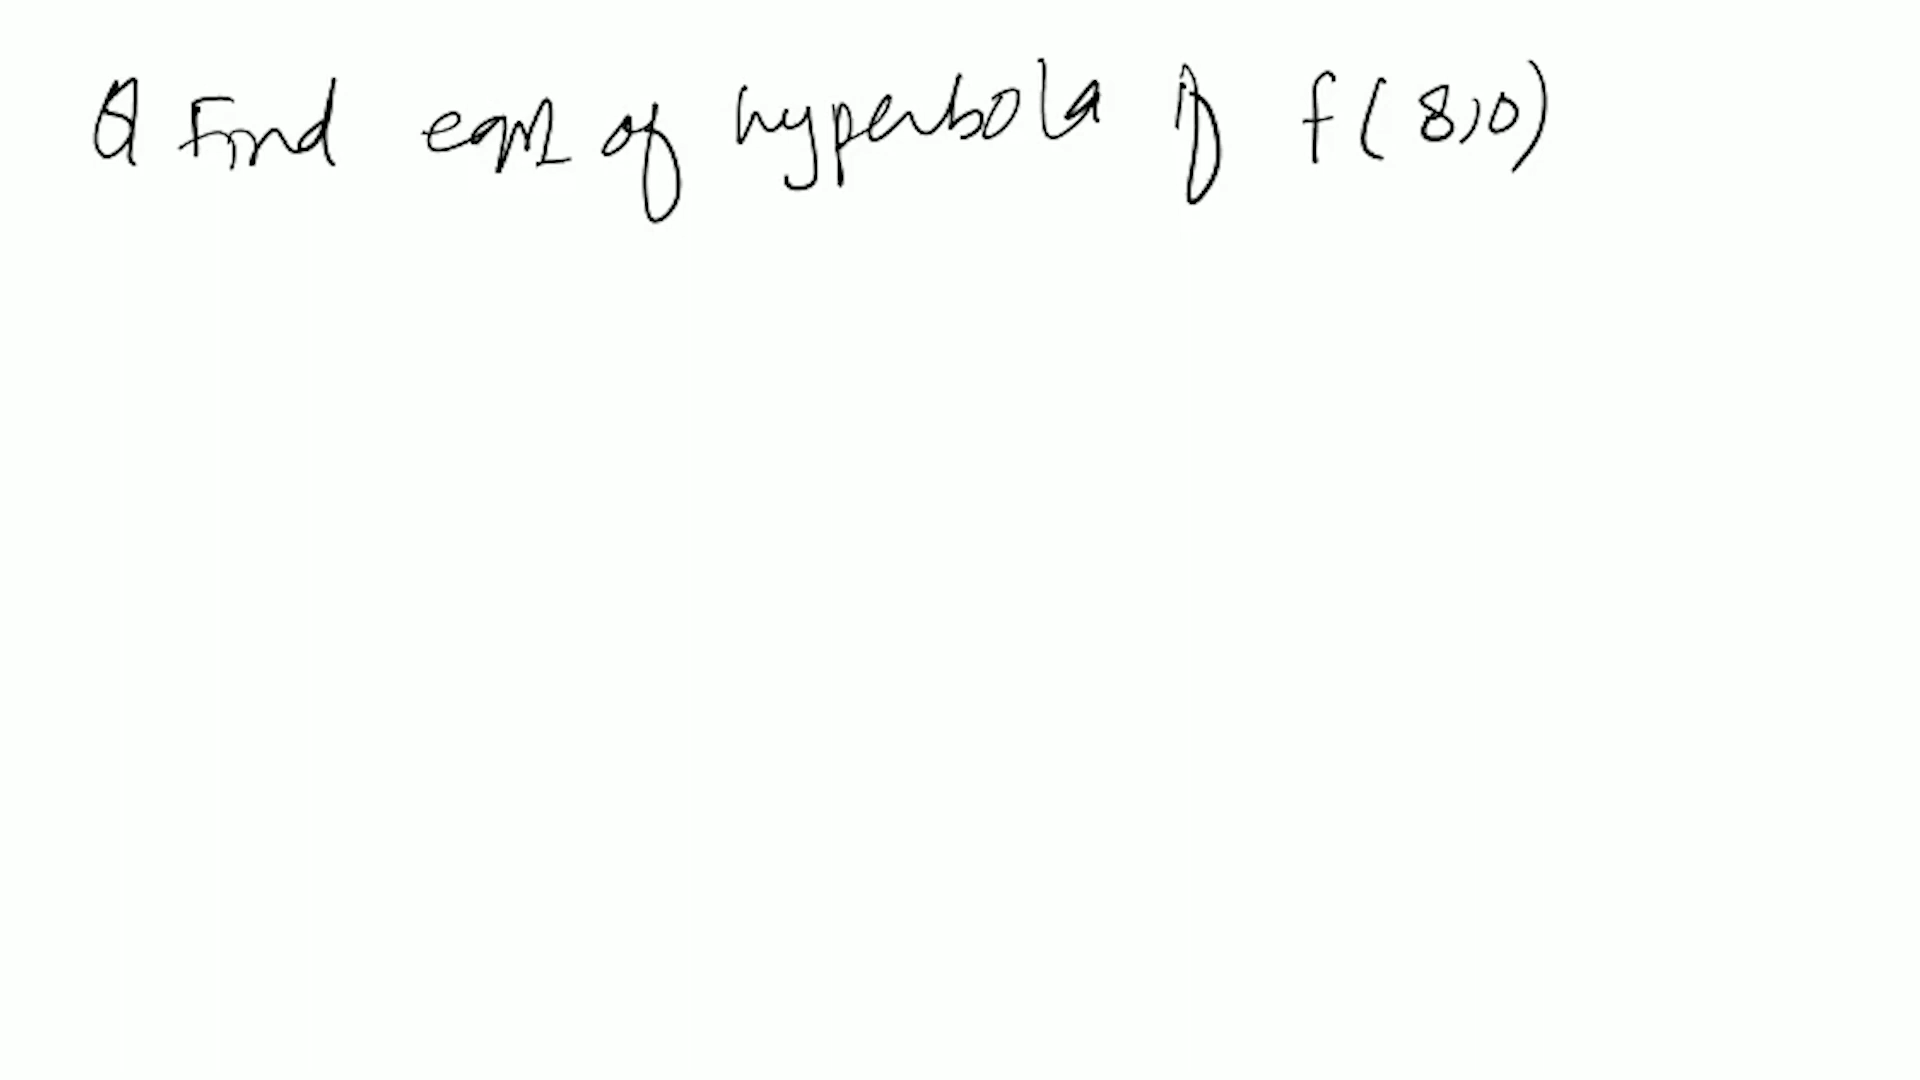 Q Find eqn of hyperbola if f(8,0)